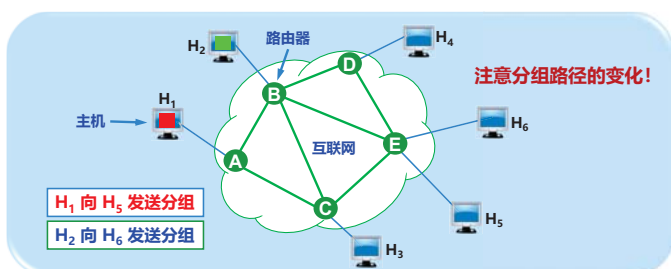 路由器
H₂
H₄
D
注意分组路径的变化！
B
H₁
主机
互联网
E
H₆
A
H₁ 向 H₅ 发送分组
C
H₅
H₂ 向 H₆ 发送分组
H₃